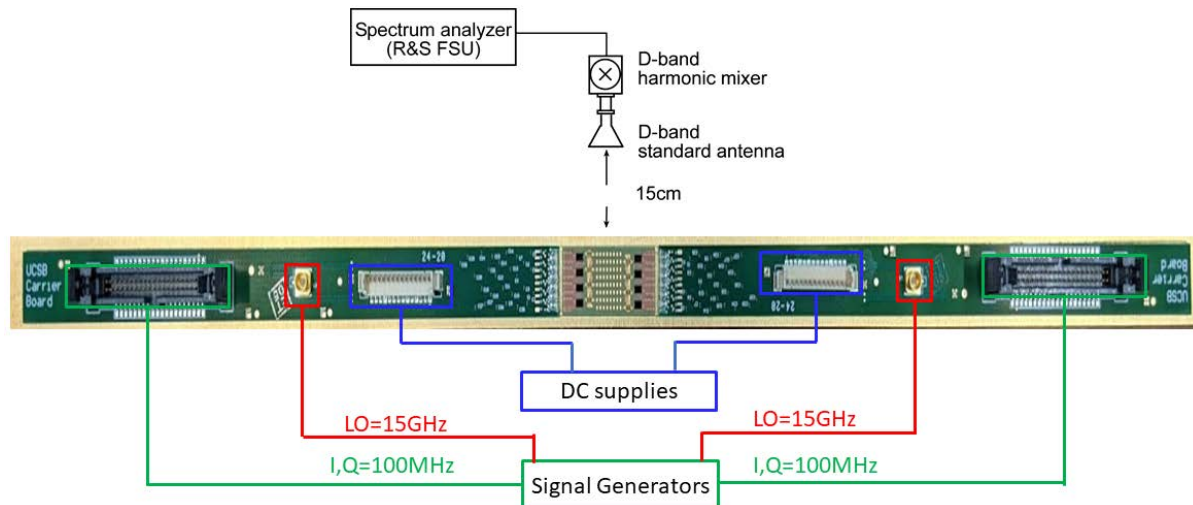 Spectrum analyzer
(R&S FSU)
D-band
harmonic mixer
D-band
standard antenna
15cm
UCSB
Carrier
Board
24-28
24-28
UCSB
Carrier
Board
DC supplies
LO=15GHz
LO=15GHz
I,Q=100MHz
I,Q=100MHz
Signal Generators